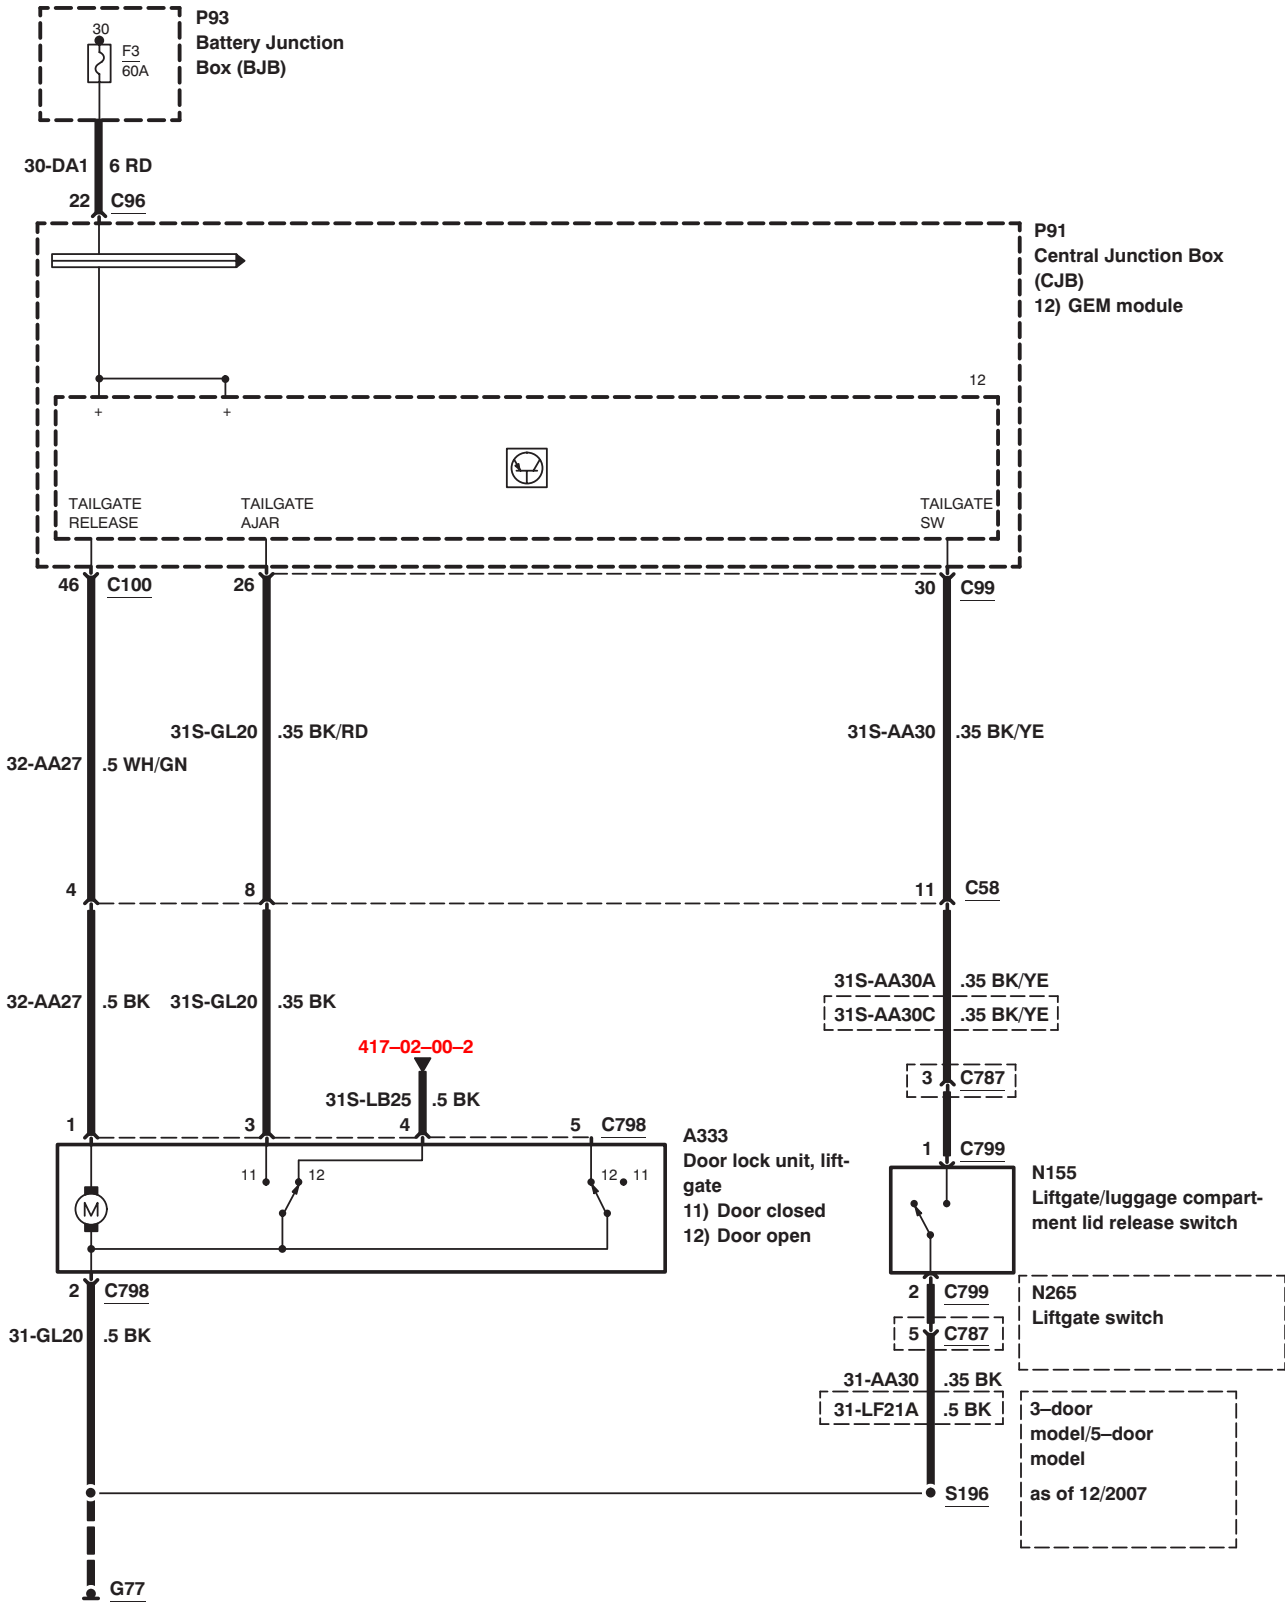 P93
Battery Junction
Box (BJB)
30
F3
60A
30-DA1 6 RD
22 C96
P91
Central Junction Box
(CJB)
12) GEM module
12
+ +
TAILGATE
RELEASE
TAILGATE
AJAR
TAILGATE
SW
46 C100 26 30 C99
31S-GL20 .35 BK/RD 31S-AA30 .35 BK/YE
32-AA27 .5 WH/GN
4 8 11 C58
31S-AA30A .35 BK/YE
32-AA27 .5 BK 31S-GL20 .35 BK
31S-AA30C .35 BK/YE
417–02–00–2
3 C787
31S-LB25 .5 BK
1 3 4 5 C798
A333
Door lock unit, lift-
gate
11) Door closed
12) Door open
1 C799
11 12 12 11
M
N155
Liftgate/luggage compart-
ment lid release switch
2 C798
2 C799
N265
Liftgate switch
31-GL20 .5 BK
5 C787
31-AA30 .35 BK
31-LF21A .5 BK
3–door
model/5–door
model
as of 12/2007
S196
G77